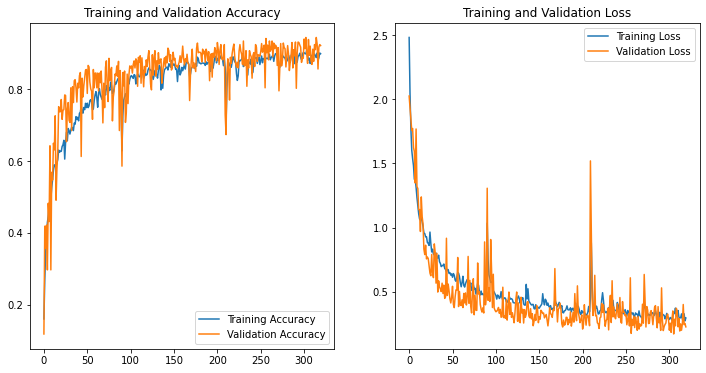 Training and Validation Accuracy
0.8
0.6
0.4
0.2
0 50 100 150 200 250 300
Training Accuracy
Validation Accuracy
Training and Validation Loss
2.5
2.0
1.5
1.0
0.5
0 50 100 150 200 250 300
Training Loss
Validation Loss